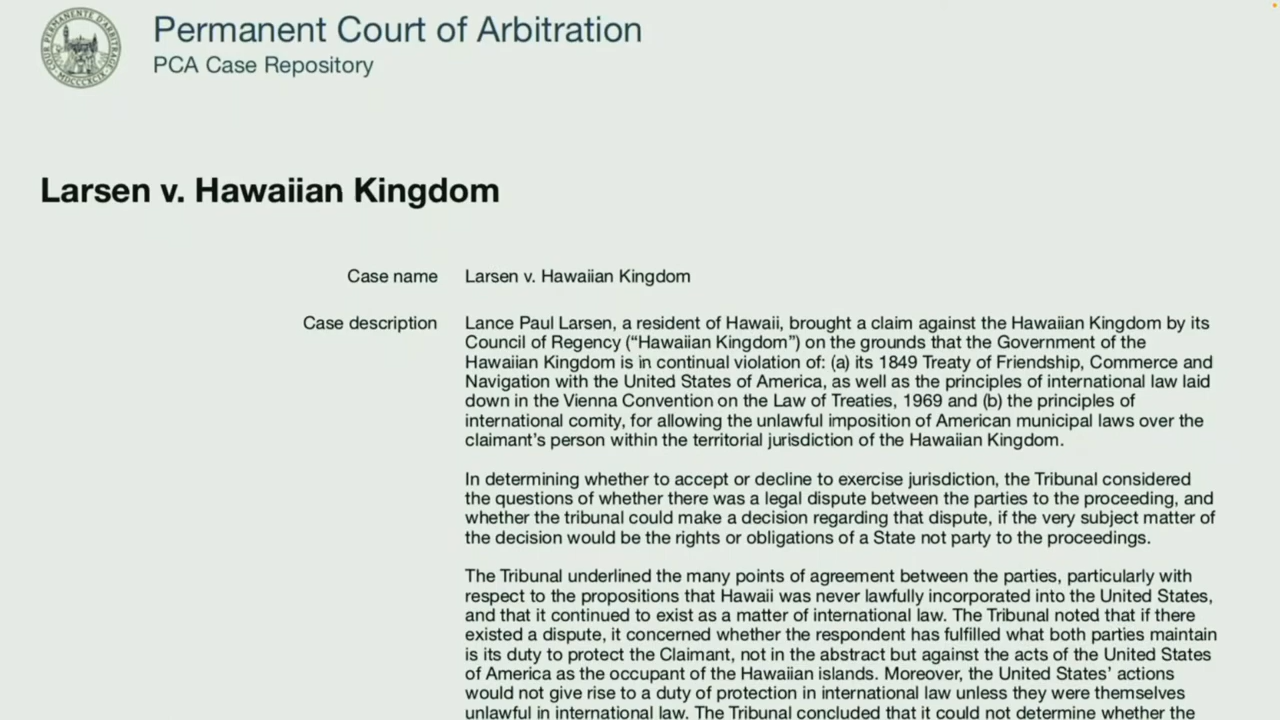 Permanent Court of Arbitration
PCA Case Repository
Larsen v. Hawaiian Kingdom
Case name Larsen v. Hawaiian Kingdom
Case description Lance Paul Larsen, a resident of Hawaii, brought a claim against the Hawaiian Kingdom by its
Council of Regency (“Hawaiian Kingdom”) on the grounds that the Government of the
Hawaiian Kingdom is in continual violation of: (a) its 1849 Treaty of Friendship, Commerce and
Navigation with the United States of America, as well as the principles of international law laid
down in the Vienna Convention on the Law of Treaties, 1969 and (b) the principles of
international comity, for allowing the unlawful imposition of American municipal laws over the
claimant’s person within the territorial jurisdiction of the Hawaiian Kingdom.
In determining whether to accept or decline to exercise jurisdiction, the Tribunal considered
the questions of whether there was a legal dispute between the parties to the proceeding, and
whether the tribunal could make a decision regarding that dispute, if the very subject matter of
the decision would be the rights or obligations of a State not party to the proceedings.
The Tribunal underlined the many points of agreement between the parties, particularly with
respect to the propositions that Hawaii was never lawfully incorporated into the United States,
and that it continued to exist as a matter of international law. The Tribunal noted that if there
existed a dispute, it concerned whether the respondent has fulfilled what both parties maintain
is its duty to protect the Claimant, not in the abstract but against the acts of the United States
of America as the occupant of the Hawaiian islands. Moreover, the United States’ actions
would not give rise to a duty of protection in international law unless they were themselves
unlawful in international law. The Tribunal concluded that it could not determine whether the